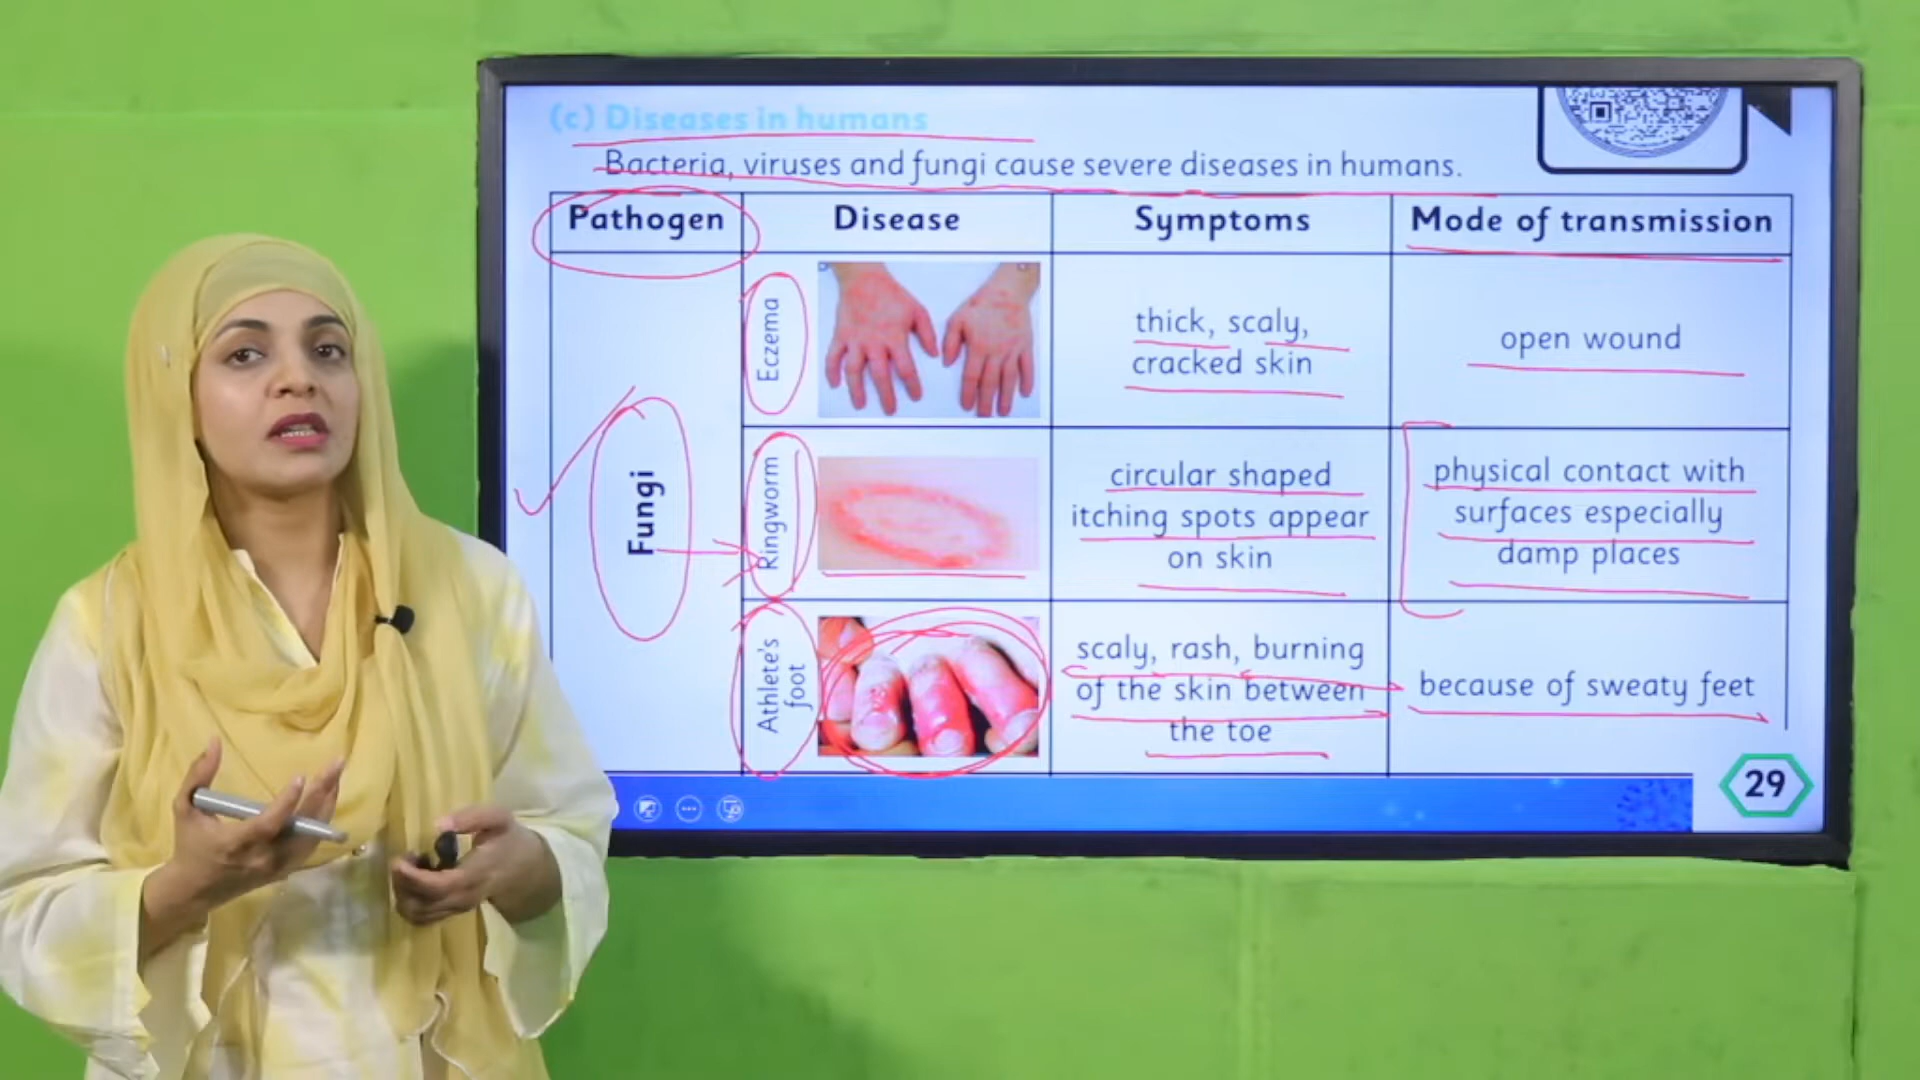 (c) Diseases in humans
Bacteria, viruses and fungi cause severe diseases in humans.
Pathogen Disease Symptoms Mode of transmission
Fungi
Eczema
thick, scaly,
cracked skin
open wound
Ringworm
circular shaped
itching spots appear
on skin
physical contact with
surfaces especially
damp places
Athlete's
foot
scaly, rash, burning
of the skin between
the toe
because of sweaty feet
29